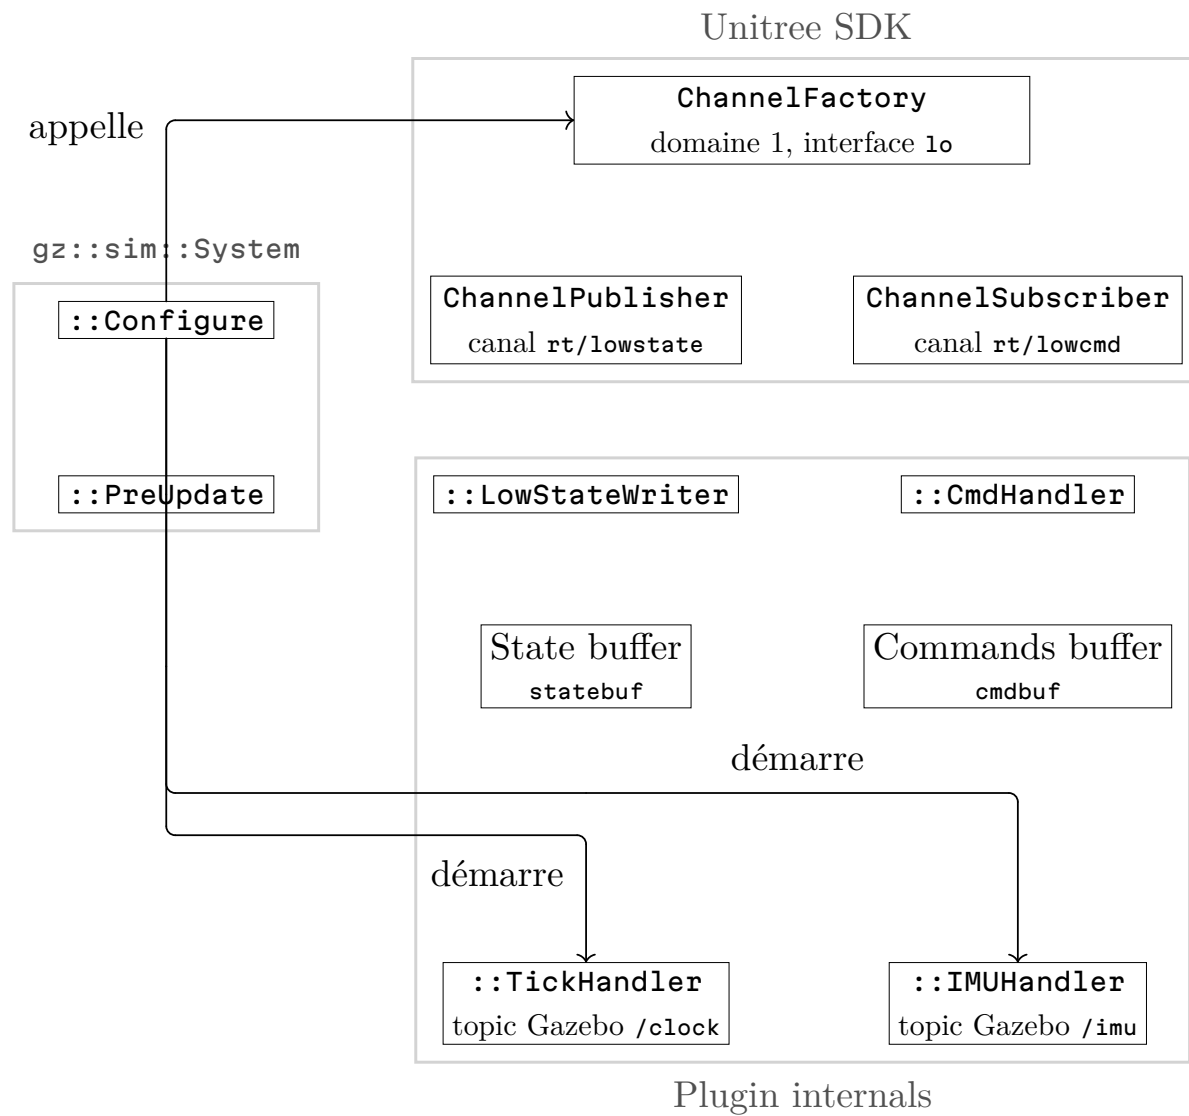 Unitree SDK
ChannelFactory
domaine 1, interface lo
appelle
gz::sim::System
::Configure
ChannelPublisher
canal rt/lowstate
ChannelSubscriber
canal rt/lowcmd
::PreUpdate
::LowStateWriter
::CmdHandler
State buffer
statebuf
Commands buffer
cmdbuf
démarre
démarre
::TickHandler
topic Gazebo /clock
::IMUHandler
topic Gazebo /imu
Plugin internals